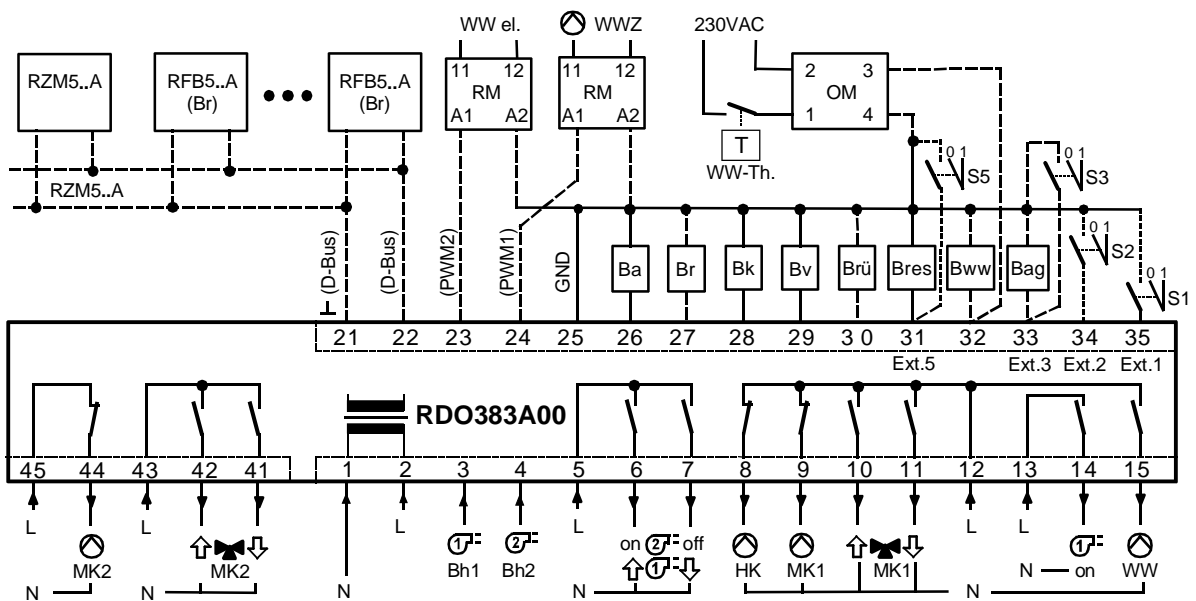 WW el. WWZ 230VAC
RZM5..A RFB5..A (Br) RFB5..A (Br)
11 12 11 12 2 3
RM RM OM
A1 A2 A1 A2 1 4
T
WW-Th.
0 1 S5 0 1 S3
RZM5..A
(D-Bus) (D-Bus) (PWM2) (PWM1) GND
Ba Br Bk Bv Brü Bres Bww Bag
0 1 S2
0 1 S1
21 22 23 24 25 26 27 28 29 30 31 32 33 34 35
Ext.5 Ext.3 Ext.2 Ext.1
RDO383A00
45 44 43 42 41 1 2 3 4 5 6 7 8 9 10 11 12 13 14 15
L L L L L L
1 2 on 2 off 1
MK2 MK2 Bh1 Bh2 1 HK MK1 MK1 N on WW
N N N N N